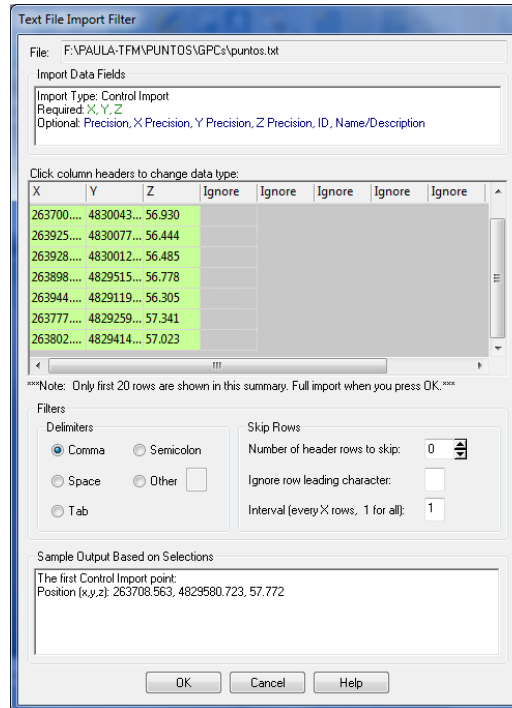 Text File Import Filter
File: F:\PAULA-TFM\PUNTOS\GPCs\puntos.txt
Import Data Fields
Import Type: Control Import
Required: X, Y, Z
Optional: Precision, X Precision, Y Precision, Z Precision, ID, Name/Description
Click column headers to change data type:
X Y Z Ignore Ignore Ignore Ignore Ignore
263700.... 4830043... 56.930
263925.... 4830077... 56.444
263928.... 4830012... 56.485
263898.... 4829515... 56.778
263944.... 4829119... 56.305
263777.... 4829259... 57.341
263802.... 4829414... 57.023
***Note: Only first 20 rows are shown in this summary. Full import when you press OK.***
Filters
Delimiters
Comma Semicolon
Space Other
Tab
Skip Rows
Number of header rows to skip: 0
Ignore row leading character:
Interval (every X rows, 1 for all): 1
Sample Output Based on Selections
The first Control Import point:
Position (x,y,z): 263708.563, 4829580.723, 57.772
OK Cancel Help